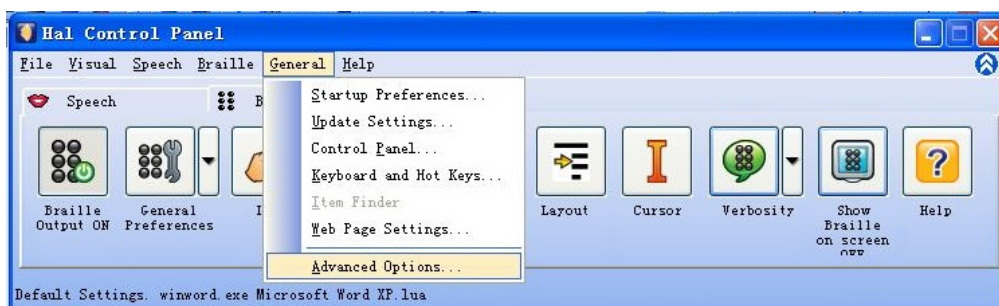 Hal Control Panel
File Visual Speech Braille General Help
Speech
B
Startup Preferences...
Update Settings...
Control Panel...
Keyboard and Hot Keys...
Item Finder
Web Page Settings...
Advanced Options...
Braille
Output ON
General
Preferences
I
Layout
Cursor
Verbosity
Show
Braille
on screen
OFF
Help
Default Settings. winword.exe Microsoft Word XP.lua